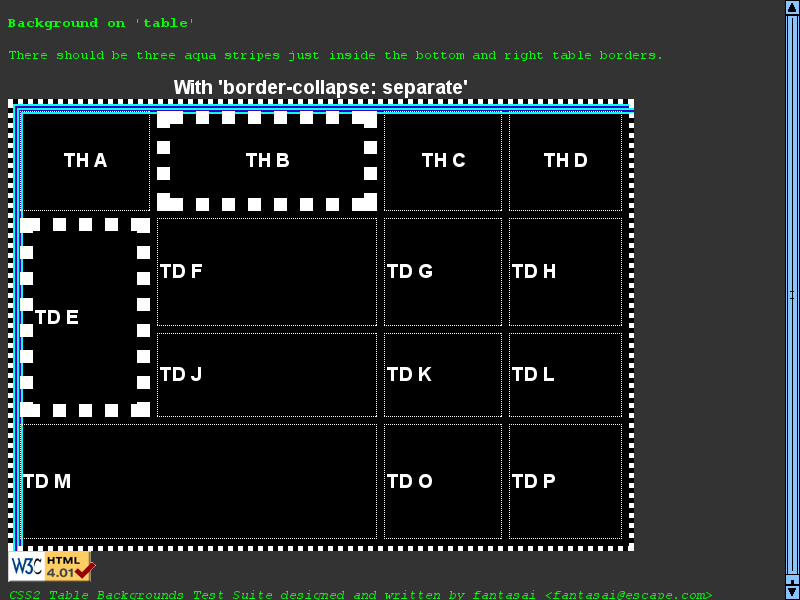 Background on 'table'
There should be three aqua stripes just inside the bottom and right table borders.
With 'border-collapse: separate'
TH A TH B TH C TH D
TD F TD G TD H
TD E
TD J TD K TD L
TD M TD O TD P
W3C HTML 4.01
CSS2 Table Backgrounds Test Suite designed and written by fantasai <fantasai@escape.com>